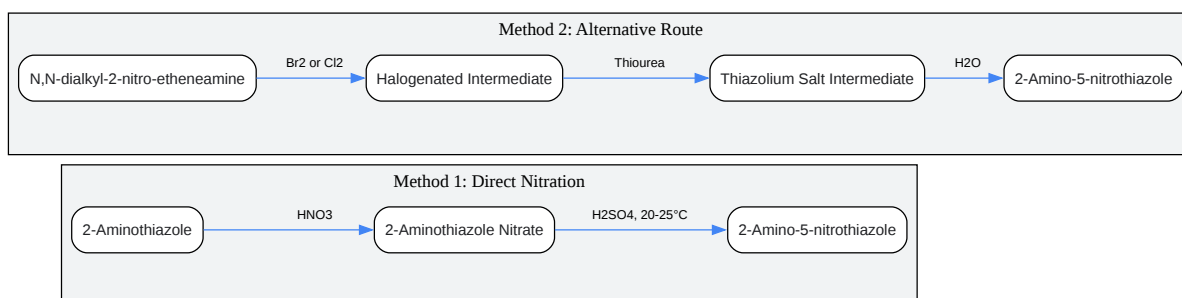 Method 2: Alternative Route
N,N-dialkyl-2-nitro-etheneamine
Br2 or Cl2
Halogenated Intermediate
Thiourea
Thiazolium Salt Intermediate
H2O
2-Amino-5-nitrothiazole
Method 1: Direct Nitration
2-Aminothiazole
HNO3
2-Aminothiazole Nitrate
H2SO4, 20-25°C
2-Amino-5-nitrothiazole